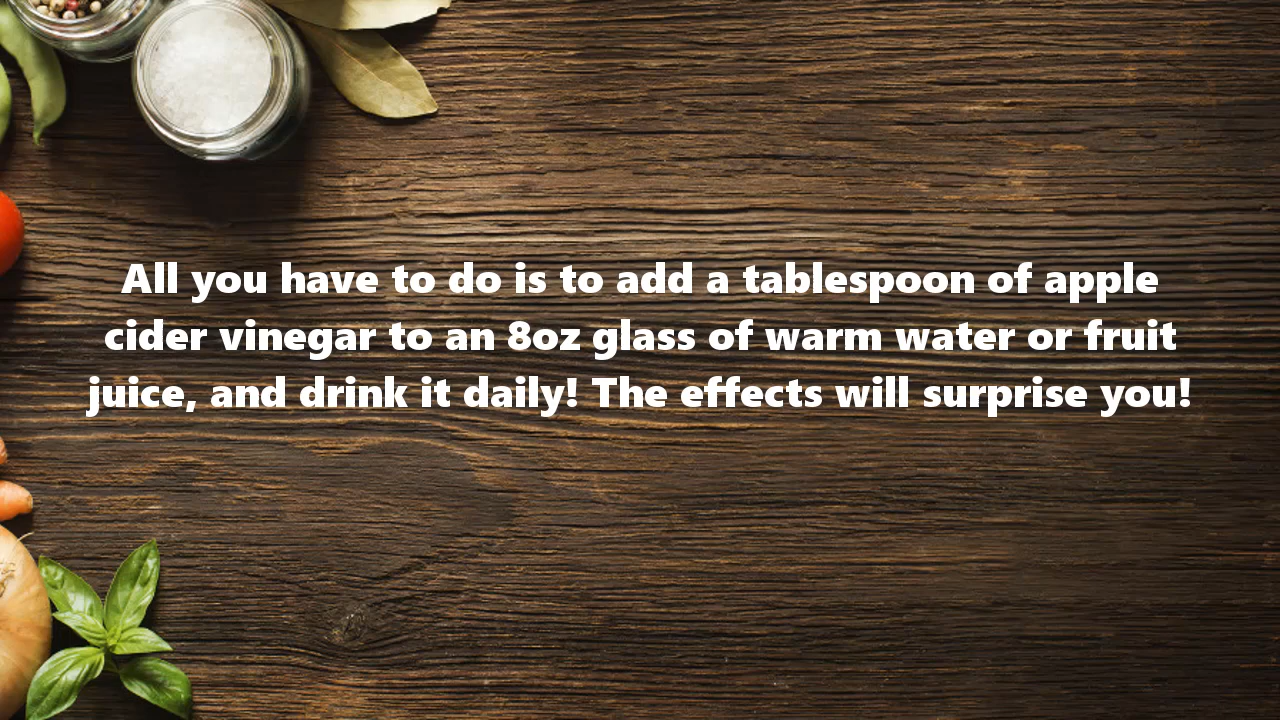 All you have to do is to add a tablespoon of apple
cider vinegar to an 8oz glass of warm water or fruit
juice, and drink it daily! The effects will surprise you!